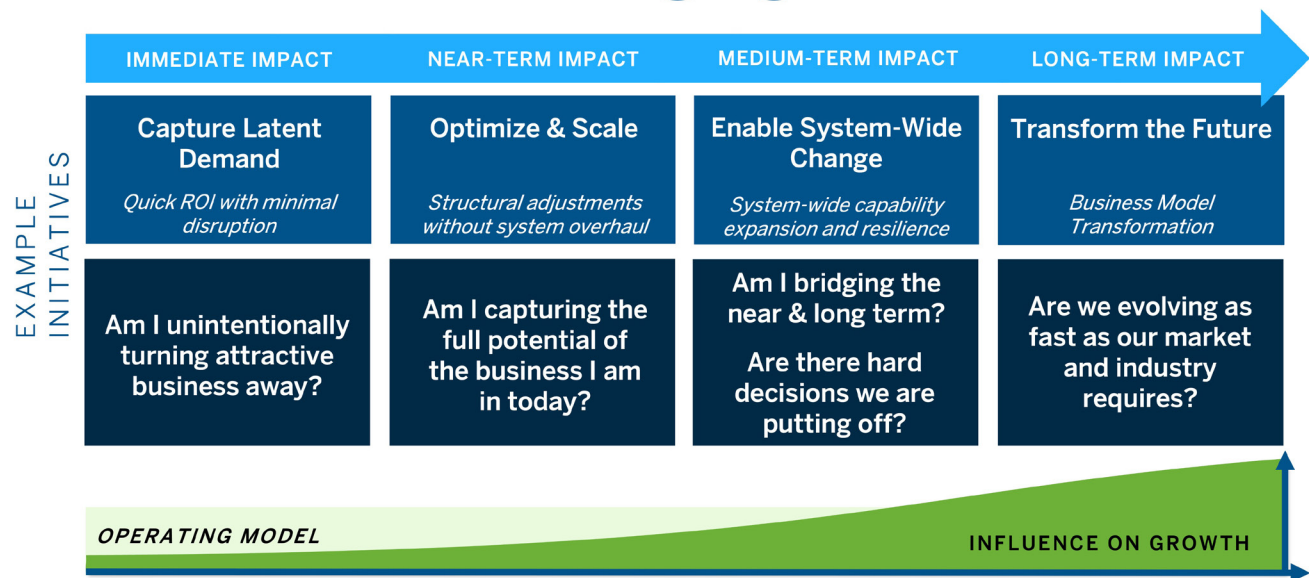 IMMEDIATE IMPACT
NEAR-TERM IMPACT
MEDIUM-TERM IMPACT
LONG-TERM IMPACT
EXAMPLE
INITIATIVES
Capture Latent
Demand
Quick ROI with minimal
disruption
Optimize & Scale
Structural adjustments
without system overhaul
Enable System-Wide
Change
System-wide capability
expansion and resilience
Transform the Future
Business Model
Transformation
Am I unintentionally
turning attractive
business away?
Am I capturing the
full potential of
the business I am
in today?
Am I bridging the
near & long term?
Are there hard
decisions we are
putting off?
Are we evolving as
fast as our market
and industry
requires?
OPERATING MODEL
INFLUENCE ON GROWTH